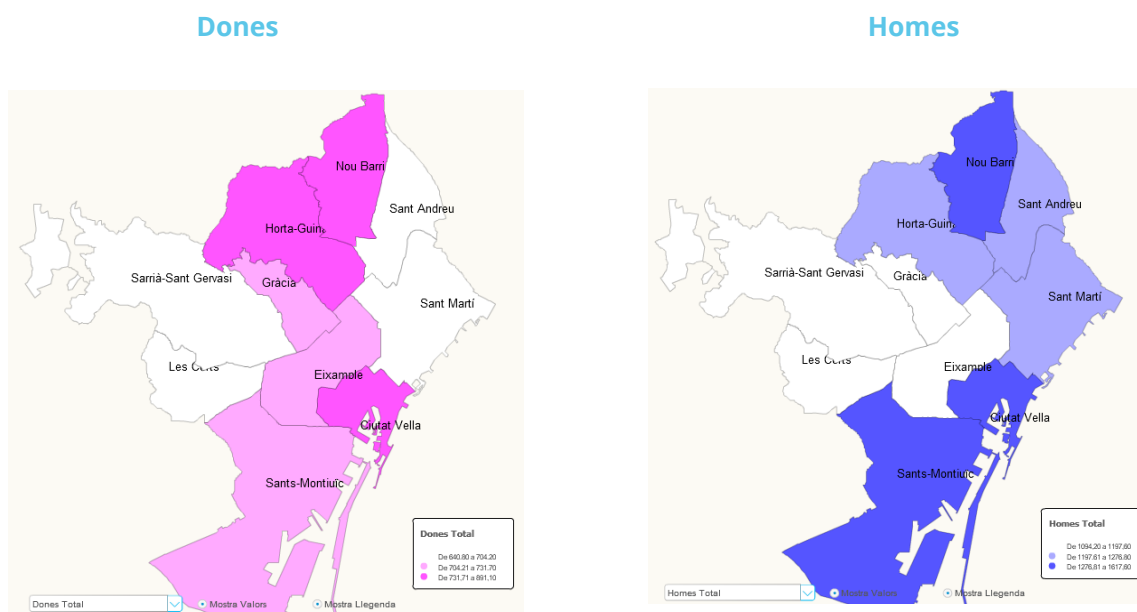 Dones
Homes
Nou Barri
Sant Andreu
Horta-Guin
Sarrià-Sant Gervasi
Gràcia
Sant Martí
Les Corts
Eixample
Ciutat Vella
Sants-Montjuïc
Dones Total
De 640.80 a 704.20
De 704.21 a 731.70
De 731.71 a 891.10
Dones Total
Mostra Valors
Mostra Llegenda
Nou Barri
Sant Andreu
Horta-Guin
Sarrià-Sant Gervasi
Gràcia
Sant Martí
Les Corts
Eixample
Ciutat Vella
Sants-Montjuïc
Homes Total
De 1094.20 a 1197.60
De 1197.61 a 1276.80
De 1276.81 a 1617.60
Homes Total
Mostra Valors
Mostra Llegenda